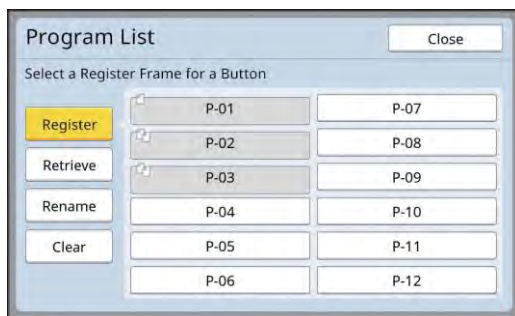 Program List
Close
Select a Register Frame for a Button
Register
Retrieve
Rename
Clear
P-01
P-02
P-03
P-04
P-05
P-06
P-07
P-08
P-09
P-10
P-11
P-12